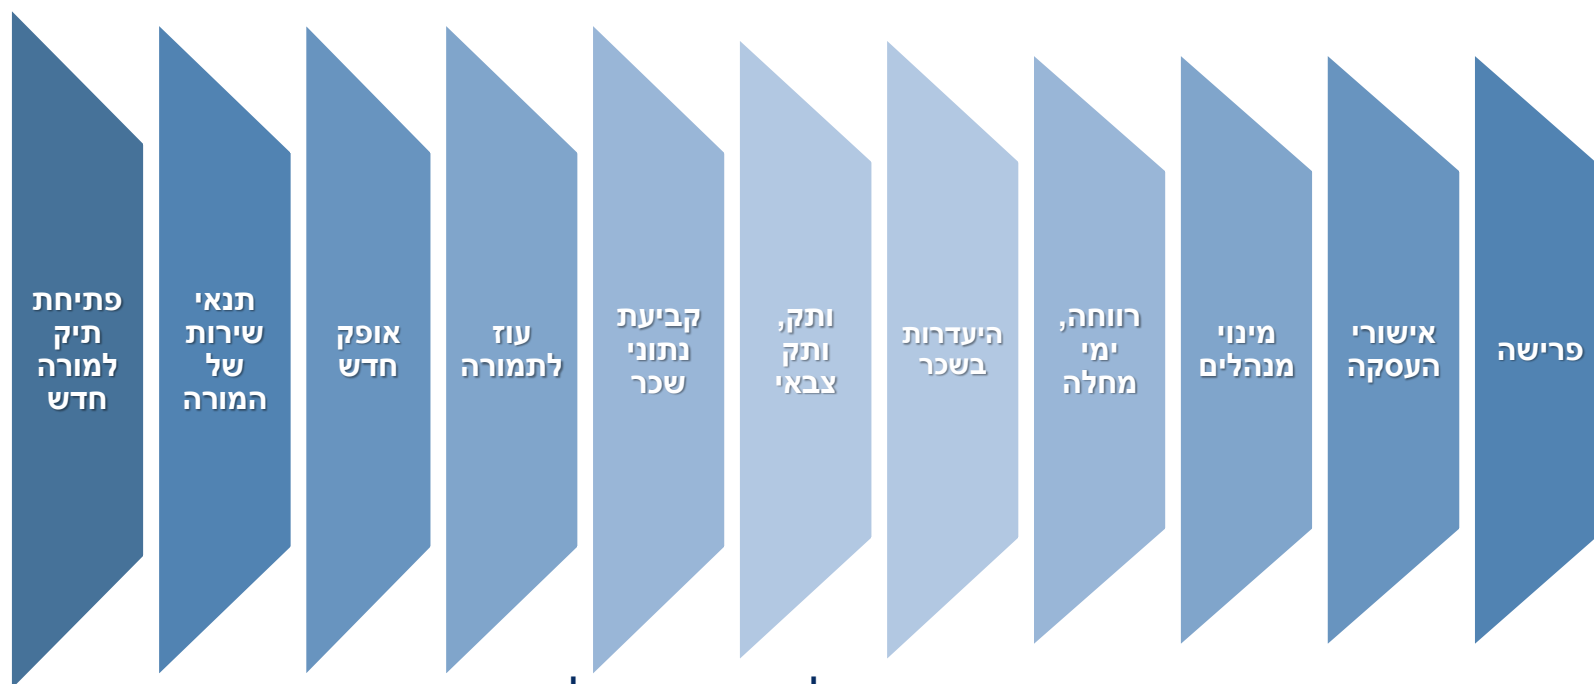 פתיחת
תיק
למורה
חדש
תנאי
שירות
של
המורה
אופק
חדש
עוז
לתמורה
קביעת
נתוני
שכר
ותק,
ותק
צבאי
היעדרות
בשכר
רווחה,
ימי
מחלה
מינוי
מנהלים
אישורי
העסקה
פרישה